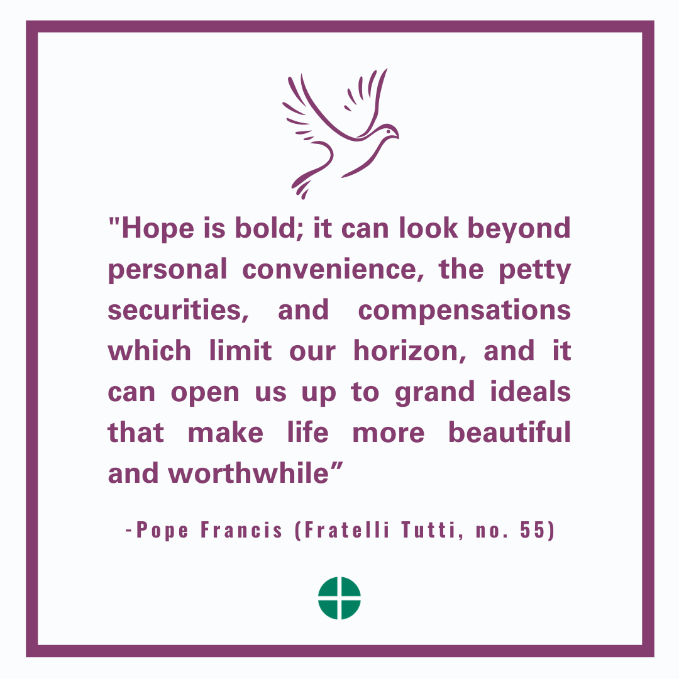 "Hope is bold; it can look beyond
personal convenience, the petty
securities, and compensations
which limit our horizon, and it
can open us up to grand ideals
that make life more beautiful
and worthwhile”
-Pope Francis (Fratelli Tutti, no. 55)